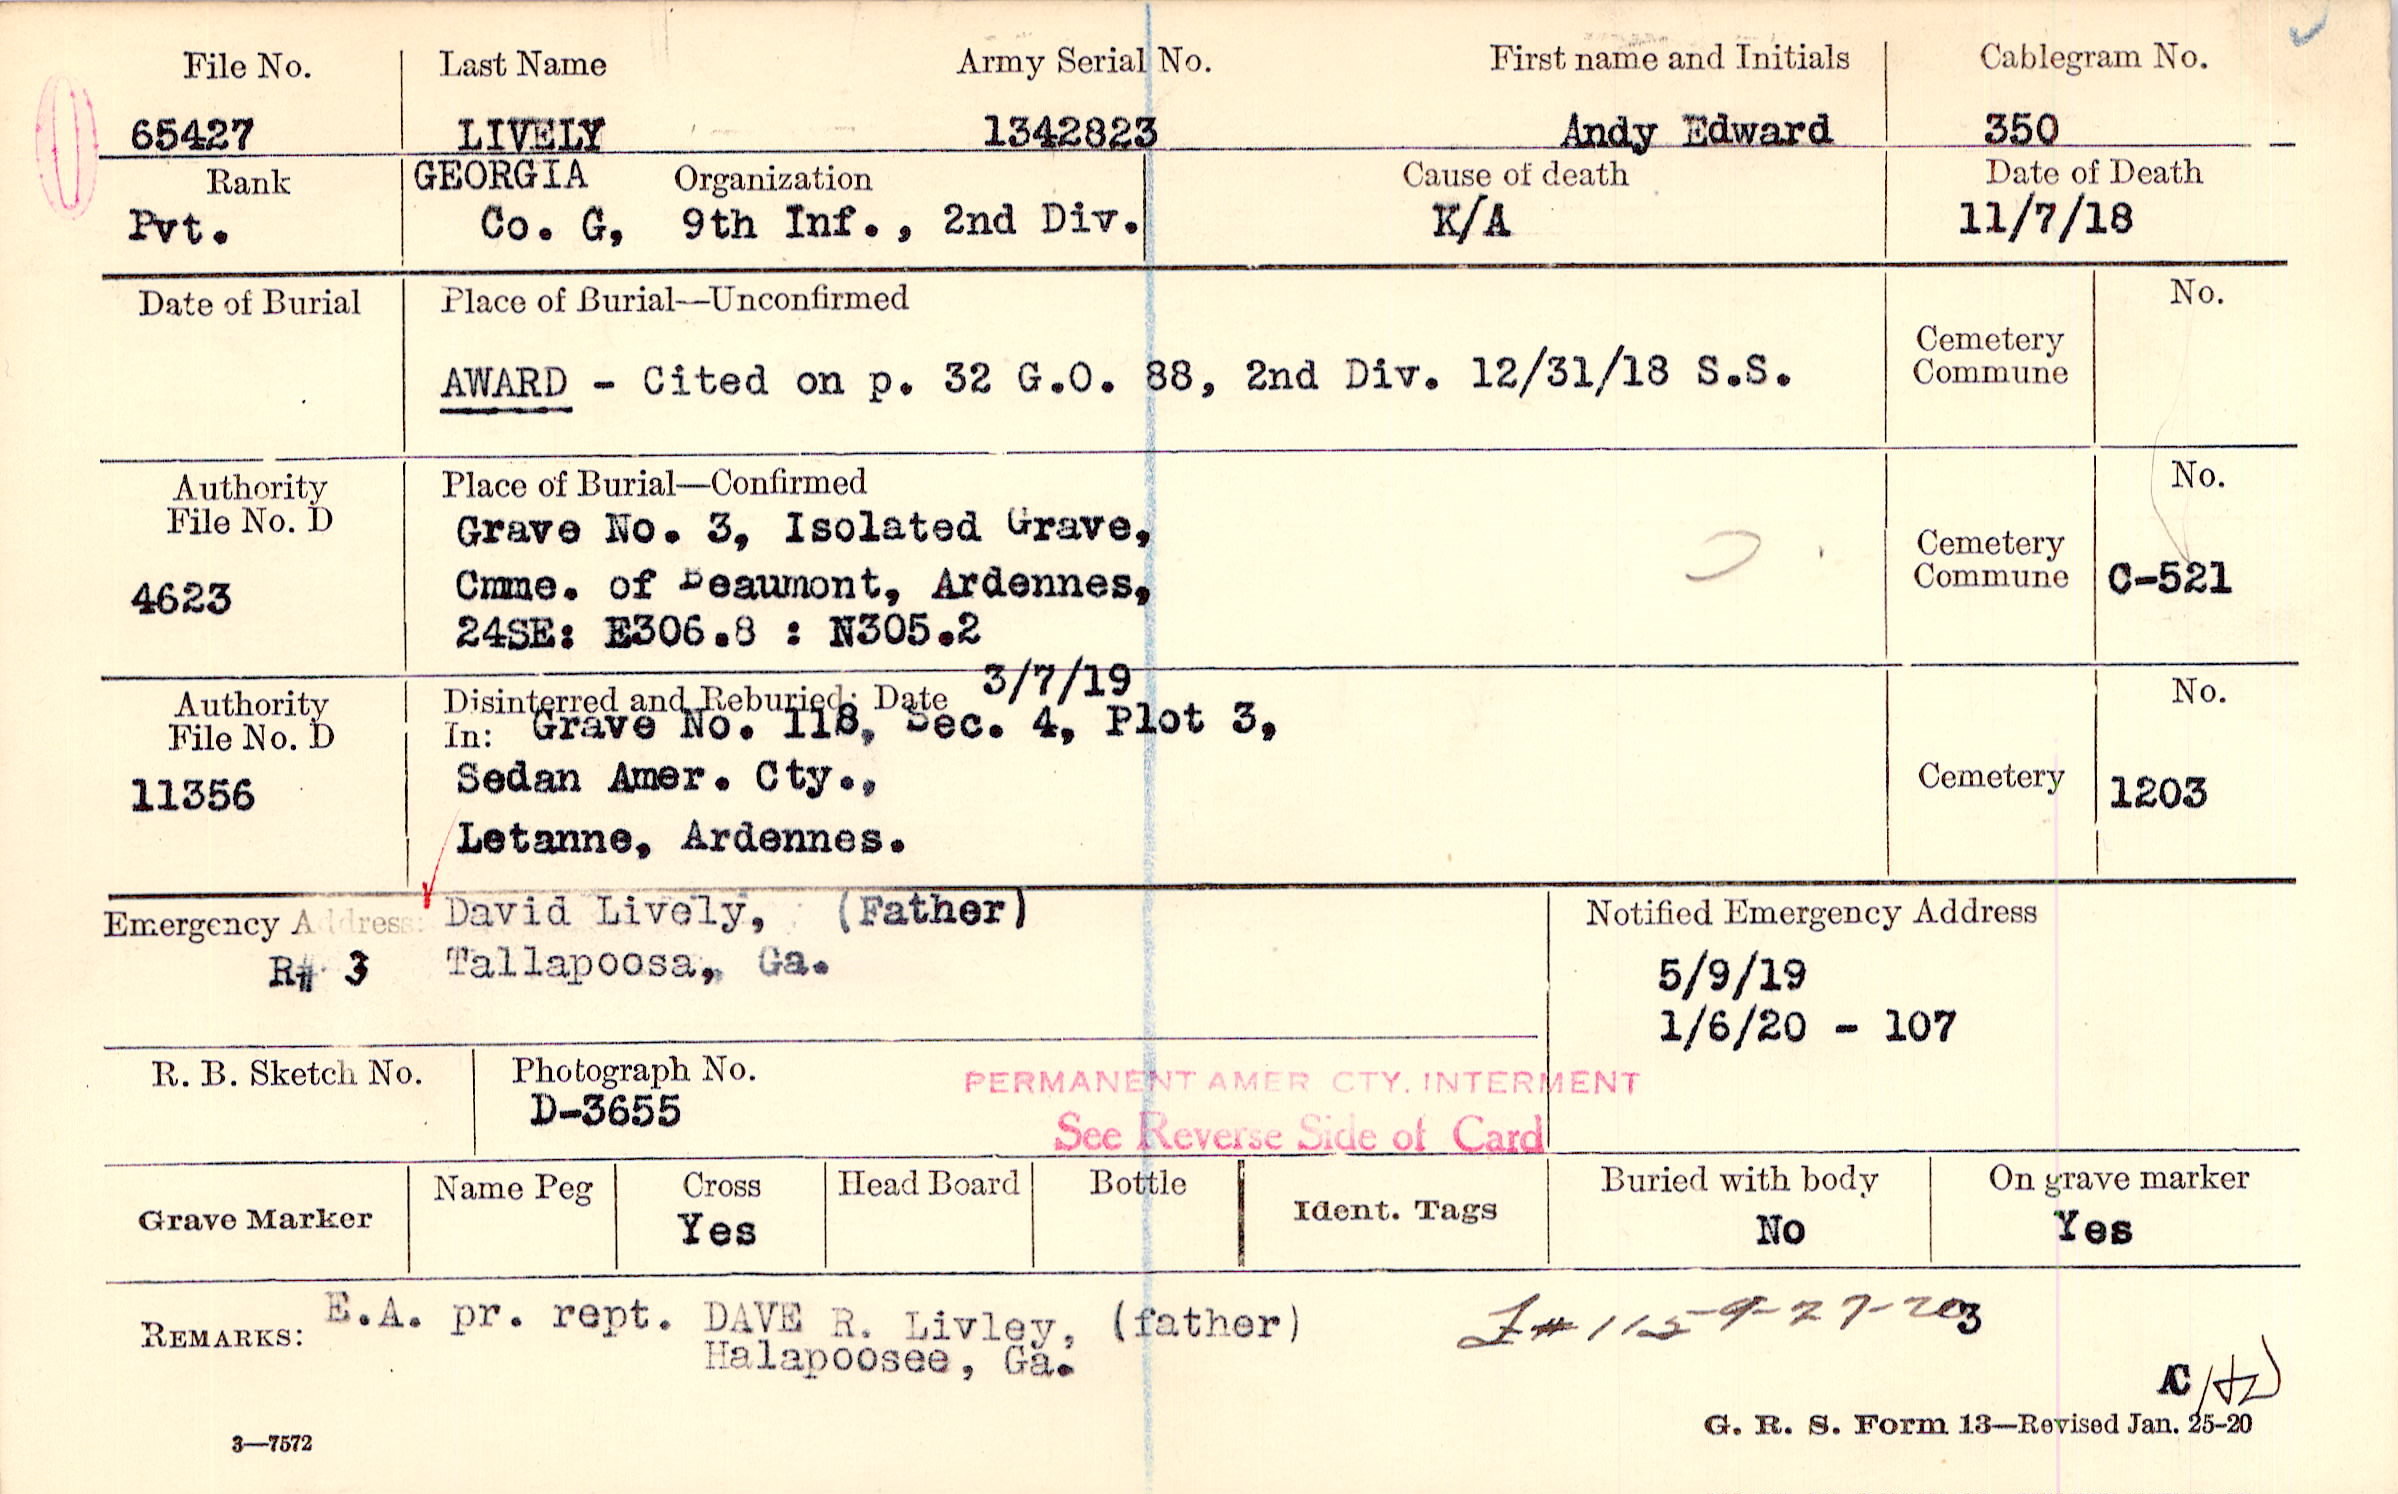 File No. Last Name Army Serial No. First name and Initials Cablegram No.
65427 LIVELY 1342823 Andy Edward 350
Rank GEORGIA Organization Cause of death Date of Death
Pvt. Co. G, 9th Inf., 2nd Div. K/A 11/7/18
Date of Burial Place of Burial—Unconfirmed No.
Cemetery
Commune
AWARD - Cited on p. 32 G.O. 88, 2nd Div. 12/31/18 S.S.
Authority Place of Burial—Confirmed No.
File No. D
4623
Grave No. 3, Isolated Grave,
Cmme. of Beaumont, Ardennes,
24SE: E306.8 : N305.2
Cemetery
Commune C-521
Authority Disinterred and Reburied: Date 3/7/19 No.
File No. D
11356
In: Grave No. 118, Sec. 4, Plot 3,
Sedan Amer. Cty.,
Letanne, Ardennes.
Cemetery 1203
Emergency Address: David Lively, (Father)
R# 3 Tallapoosa, Ga.
Notified Emergency Address
5/9/19
1/6/20 - 107
R. B. Sketch No. Photograph No.
D-3655
PERMANENT AMER CTY. INTERMENT
See Reverse Side of Card
Grave Marker Name Peg Cross Head Board Bottle Ident. Tags Buried with body On grave marker
Yes No Yes
REMARKS: E.A. pr. rept. DAVE R. Livley, (father)
Halapoosee, Ga.
3—7572
G. R. S. Form 13—Revised Jan. 25-20